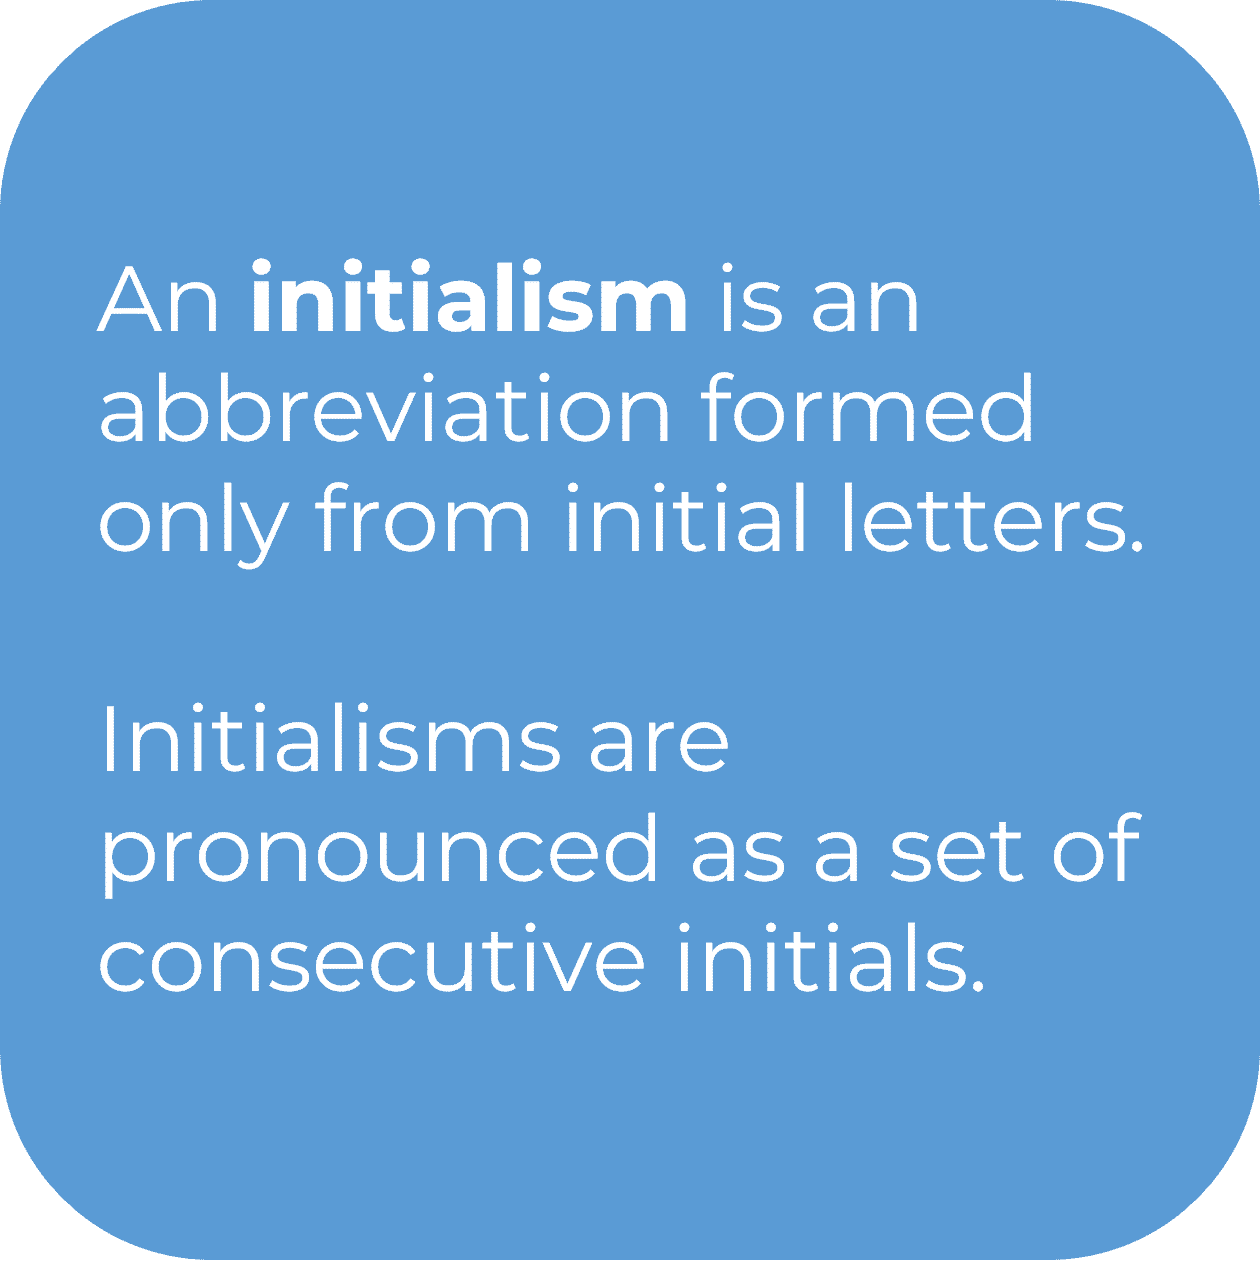 An initialism is an
abbreviation formed
only from initial letters.
Initialisms are
pronounced as a set of
consecutive initials.